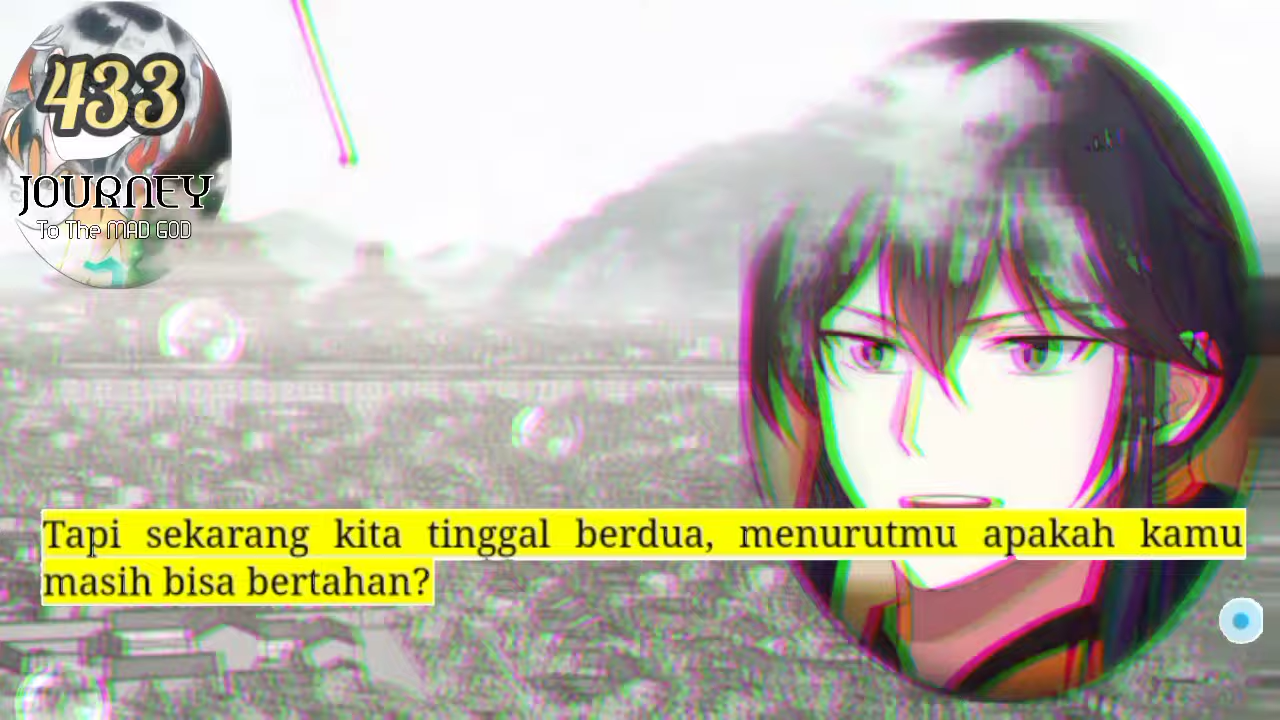 433
JOURNEY
To The MAD GOD
Tapi sekarang kita tinggal berdua, menurutmu apakah kamu
masih bisa bertahan?